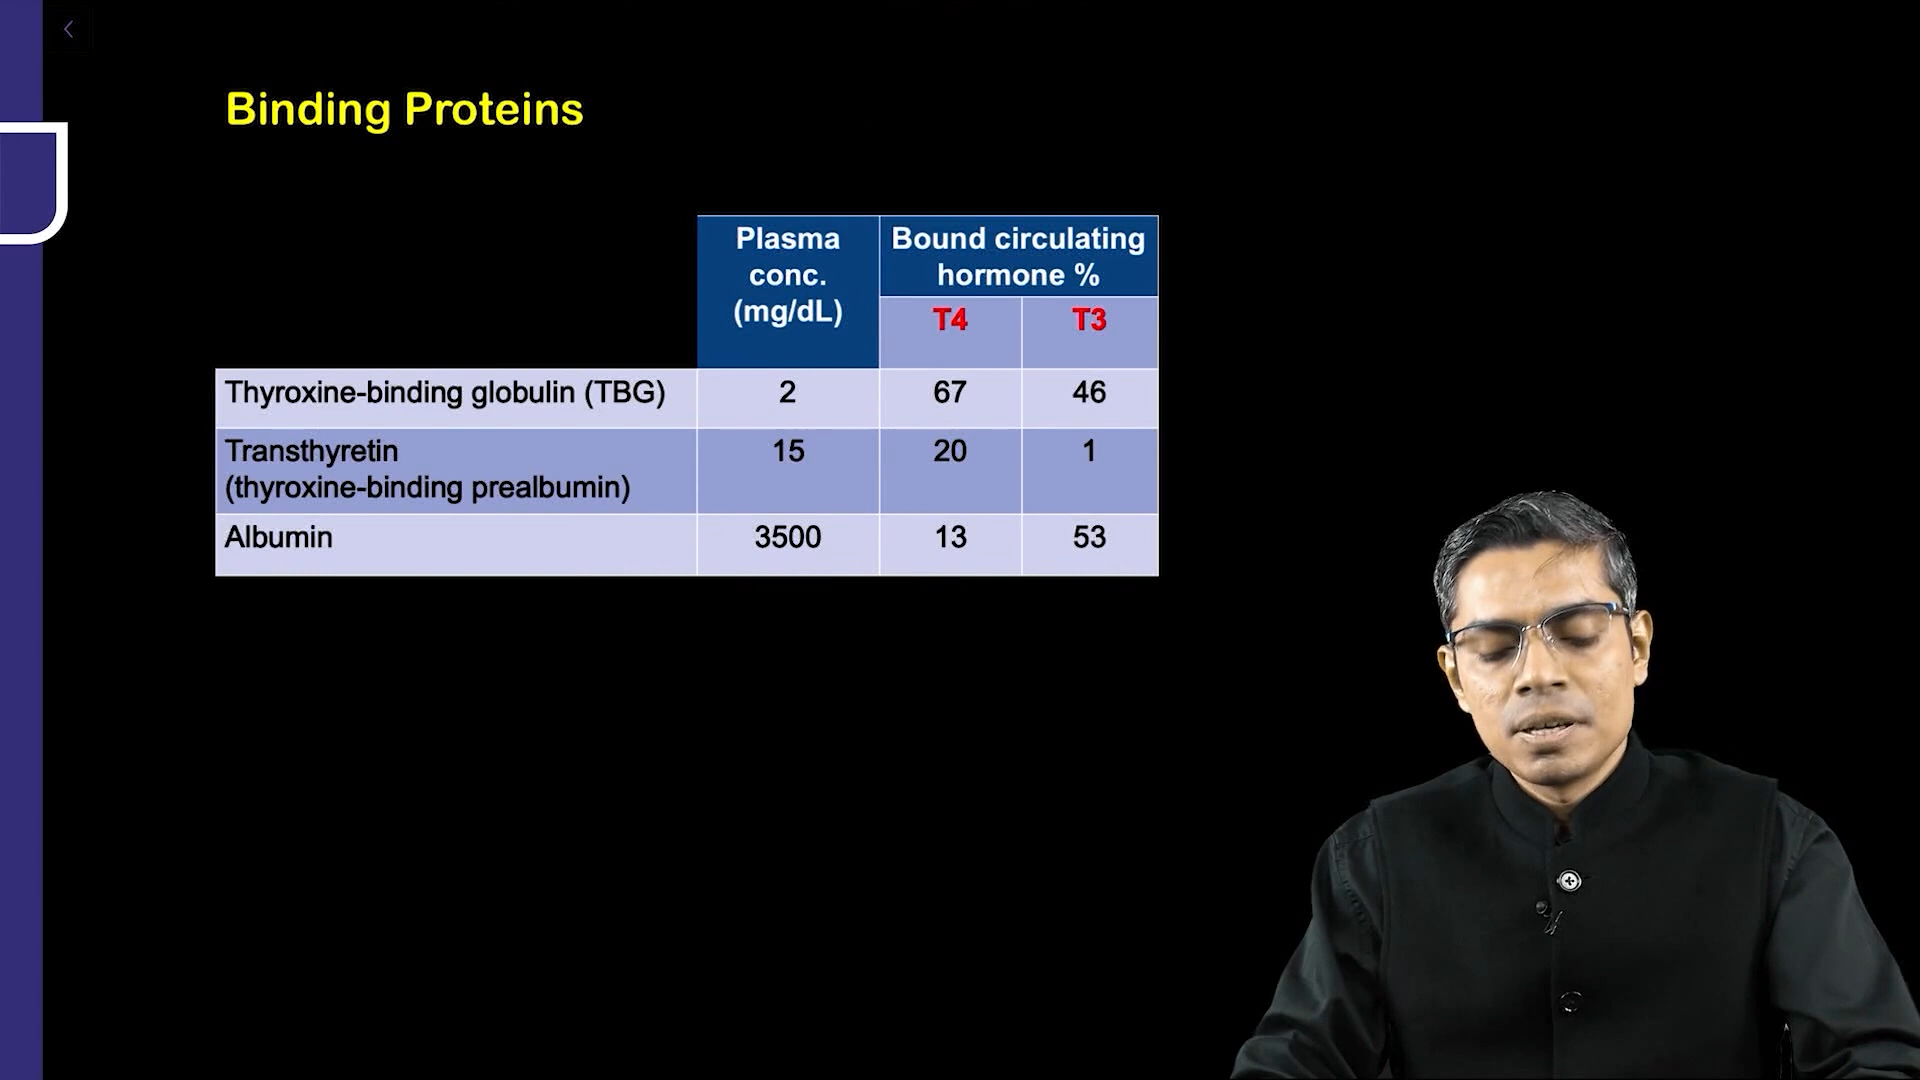 Binding Proteins
Plasma
conc.
(mg/dL)
Bound circulating
hormone %
T4
T3
Thyroxine-binding globulin (TBG)
2
67
46
Transthyretin
(thyroxine-binding prealbumin)
15
20
1
Albumin
3500
13
53